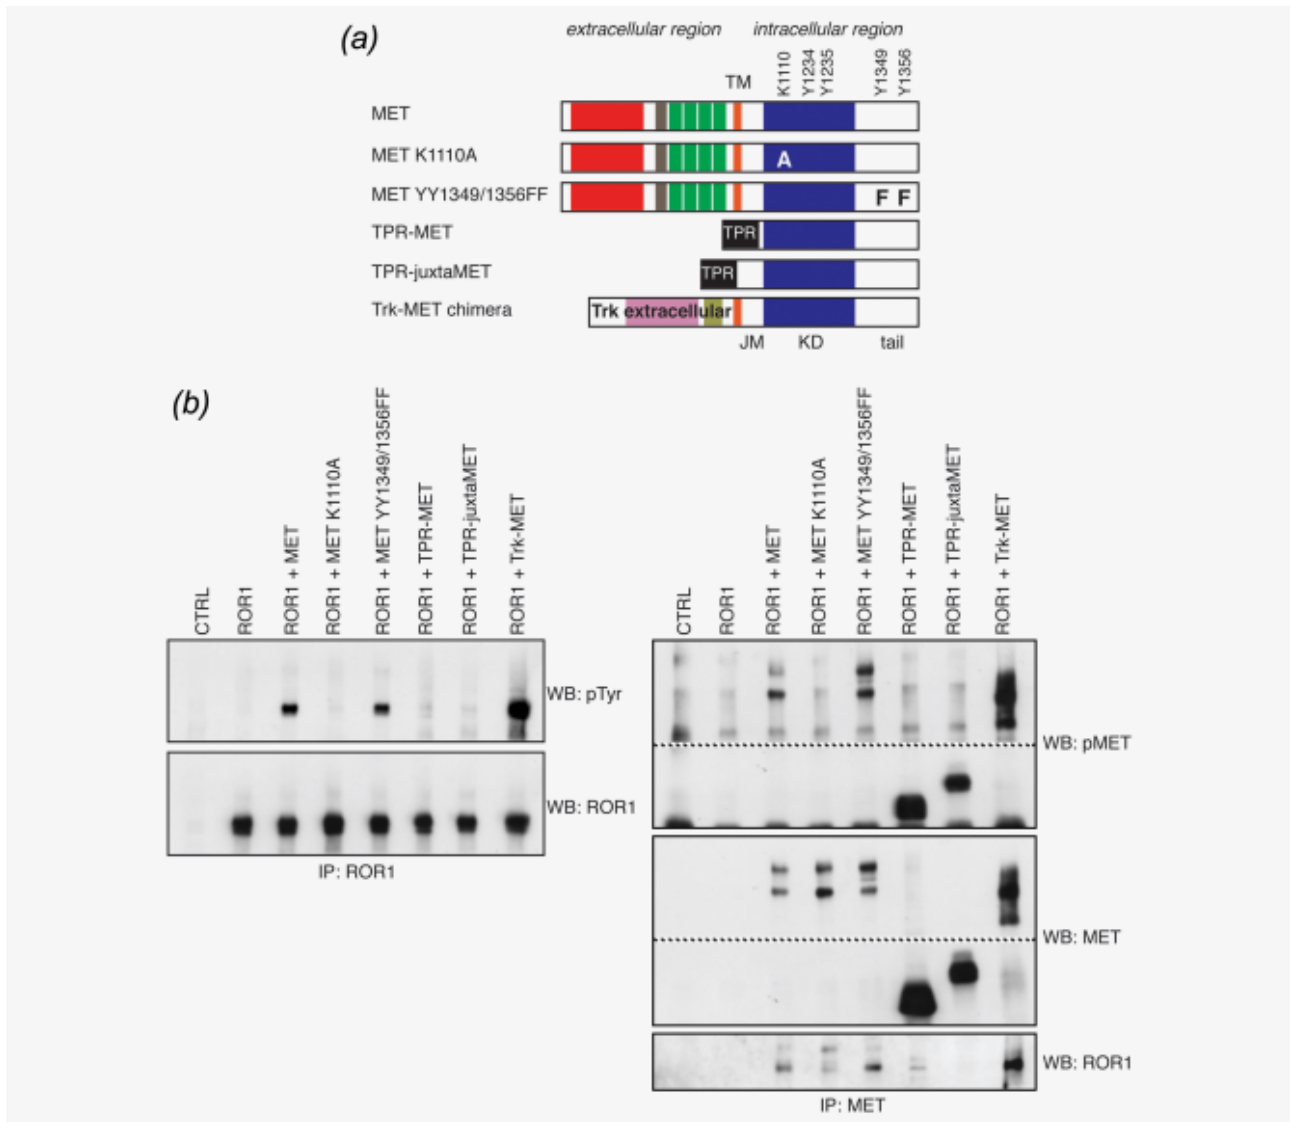 (a)
extracellular region intracellular region
TM K1110 Y1234 Y1235 Y1349 Y1356
MET
MET K1110A A
MET YY1349/1356FF F F
TPR-MET TPR
TPR-juxtaMET TPR
Trk-MET chimera Trk extracellular
JM KD tail
(b)
CTRL
ROR1
ROR1 + MET
ROR1 + MET K1110A
ROR1 + MET YY1349/1356FF
ROR1 + TPR-MET
ROR1 + TPR-juxtaMET
ROR1 + Trk-MET
WB: pTyr
WB: ROR1
IP: ROR1
CTRL
ROR1
ROR1 + MET
ROR1 + MET K1110A
ROR1 + MET YY1349/1356FF
ROR1 + TPR-MET
ROR1 + TPR-juxtaMET
ROR1 + Trk-MET
WB: pMET
WB: MET
WB: ROR1
IP: MET